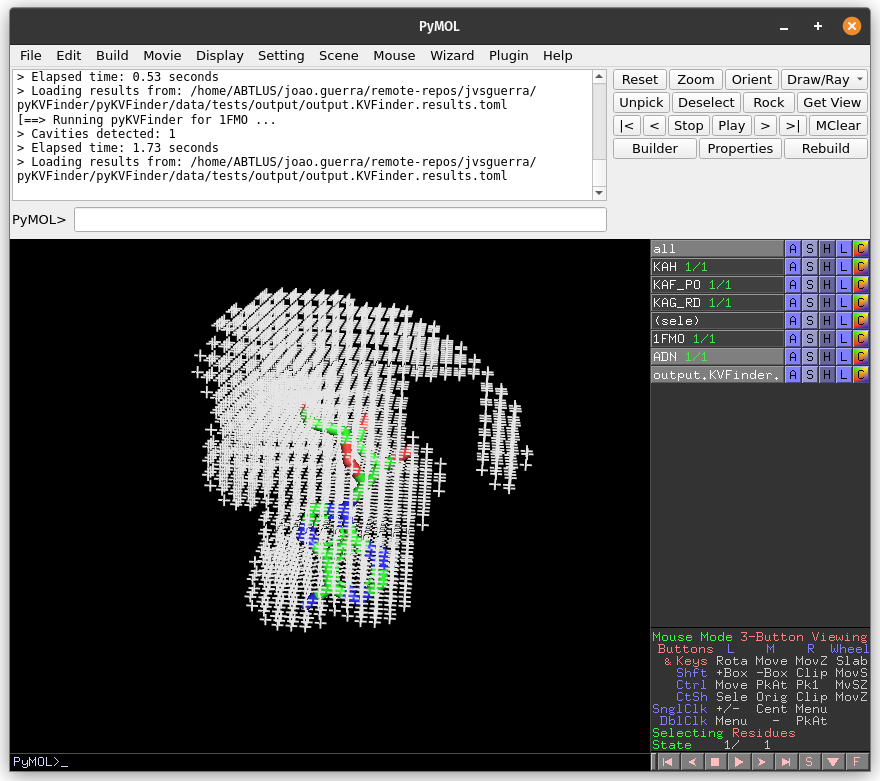 PyMOL
File Edit Build Movie Display Setting Scene Mouse Wizard Plugin Help
> Elapsed time: 0.53 seconds
> Loading results from: /home/ABTLUS/joao.guerra/remote-repos/jvsguerra/
pyKVFinder/pyKVFinder/data/tests/output/output.KVFinder.results.toml
[==> Running pyKVFinder for 1FMO ...
> Cavities detected: 1
> Elapsed time: 1.73 seconds
> Loading results from: /home/ABTLUS/joao.guerra/remote-repos/jvsguerra/
pyKVFinder/pyKVFinder/data/tests/output/output.KVFinder.results.toml
PyMOL>
Reset Zoom Orient Draw/Ray
Unpick Deselect Rock Get View
|< < Stop Play > >| MClear
Builder Properties Rebuild
all A S H L C
KAH 1/1 A S H L C
KAF_PO 1/1 A S H L C
KAG_RD 1/1 A S H L C
(sele) A S H L C
1FMO 1/1 A S H L C
ADN 1/1 A S H L C
output.KVFinder. A S H L C
Mouse Mode 3-Button Viewing
Buttons L M R Wheel
& Keys Rota Move MovZ Slab
Shft +Box -Box Clip MovS
Ctrl Move PkAt Pk1 MvSZ
CtSh Sele Orig Clip MovZ
SnglClk +/- Cent Menu
DblClk Menu - PkAt
Selecting Residues
State 1/ 1
PyMOL>_
S F